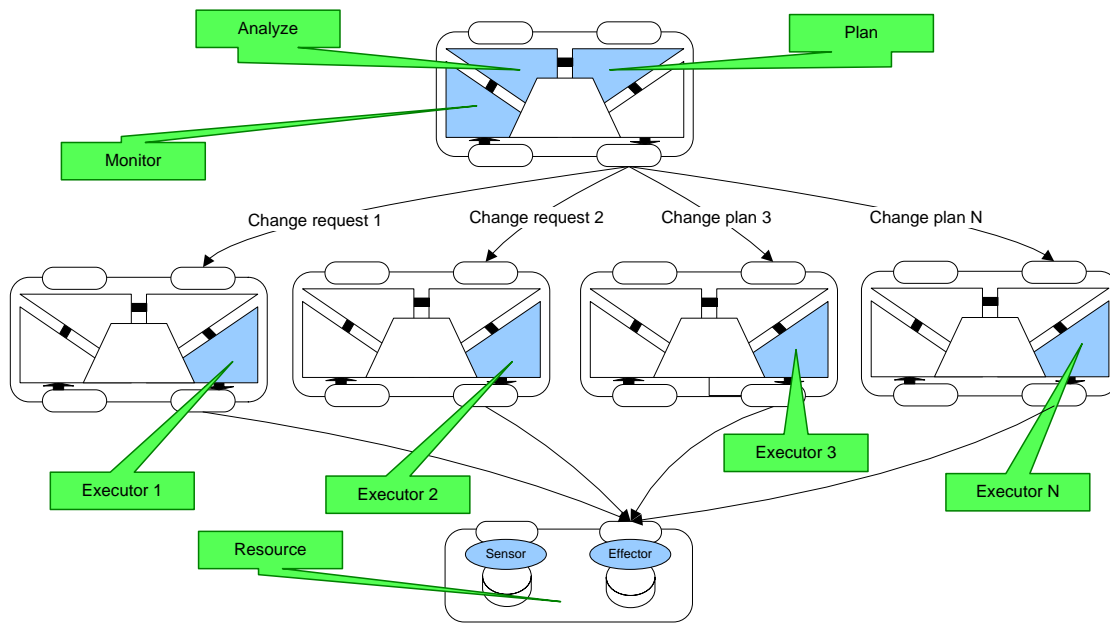 Analyze
Plan
Monitor
Change request 1
Change request 2
Change plan 3
Change plan N
Executor 1
Executor 2
Executor 3
Executor N
Resource
Sensor
Effector